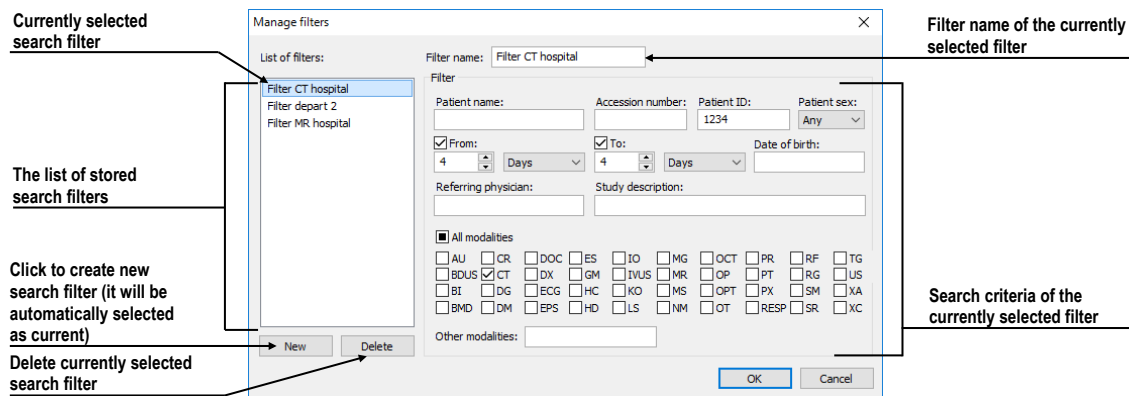 Currently selected
search filter
The list of stored
search filters
Click to create new
search filter (it will be
automatically selected
as current)
Delete currently selected
search filter
Manage filters
List of filters:
Filter CT hospital
Filter depart 2
Filter MR hospital
New Delete
Filter name: Filter CT hospital
Filter
Patient name: Accession number: Patient ID: Patient sex:
1234 Any
From: To: Date of birth:
4 Days 4 Days
Referring physician: Study description:
All modalities
AU CR DOC ES IO MG OCT PR RF TG
BDUS CT DX GM IVUS MR OP PT RG US
BI DG ECG HC KO MS OPT PX SM XA
BMD DM EPS HD LS NM OT RESP SR XC
Other modalities:
OK Cancel
Filter name of the currently
selected filter
Search criteria of the
currently selected filter